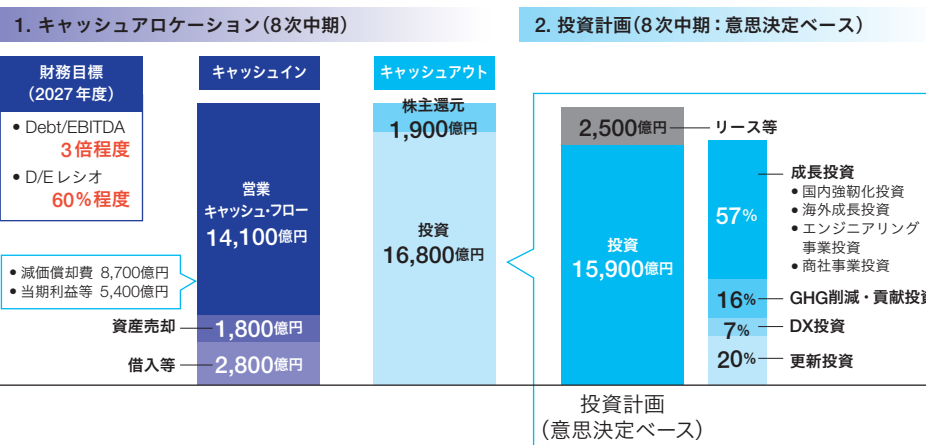 1. キャッシュアロケーション(8次中期)
財務目標
(2027年度)
• Debt/EBITDA
3倍程度
• D/Eレシオ
60%程度
キャッシュイン
営業
キャッシュ・フロー
14,100億円
• 減価償却費 8,700億円
• 当期利益等 5,400億円
資産売却
1,800億円
借入等
2,800億円
キャッシュアウト
株主還元
1,900億円
投資
16,800億円
2. 投資計画(8次中期:意思決定ベース)
2,500億円
リース等
投資
15,900億円
57%
成長投資
• 国内強靭化投資
• 海外成長投資
• エンジニアリング
事業投資
• 商社事業投資
16%
GHG削減・貢献投資
7%
DX投資
20%
更新投資
投資計画
(意思決定ベース)